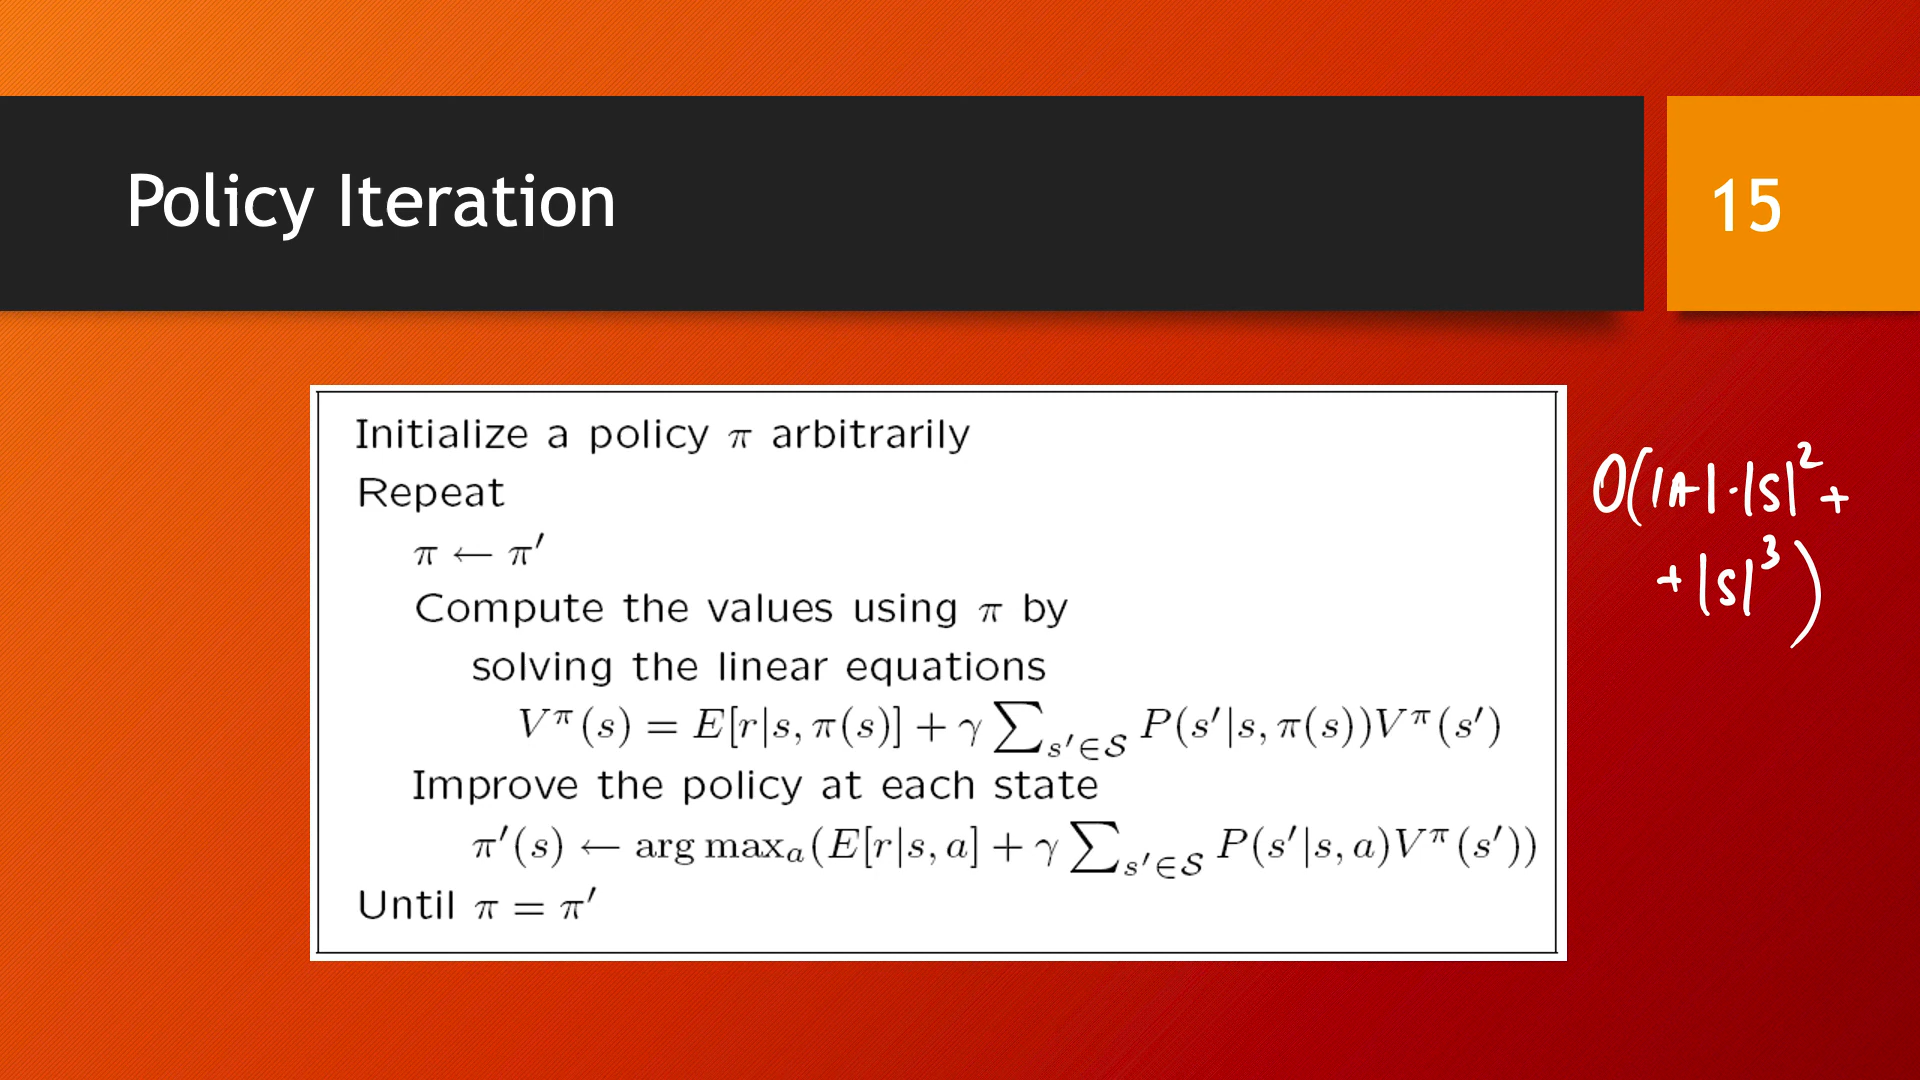 Policy Iteration
15
Initialize a policy π arbitrarily
Repeat
π ← π′
Compute the values using π by
solving the linear equations
V^π(s) = E[r|s, π(s)] + γ ∑_{s′∈𝒮} P(s′|s, π(s))V^π(s′)
Improve the policy at each state
π′(s) ← arg max_a(E[r|s, a] + γ ∑_{s′∈𝒮} P(s′|s, a)V^π(s′))
Until π = π′
O(|A|·|S|² +
+ |S|³)